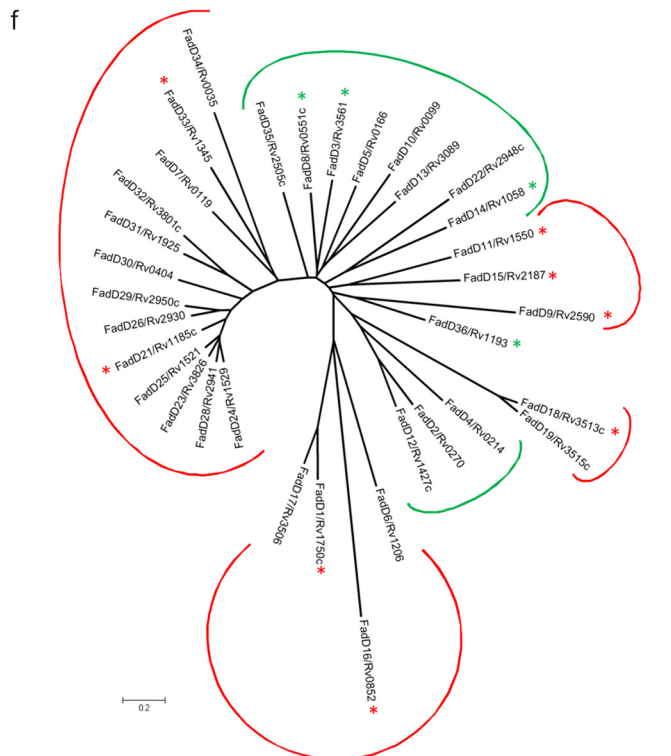 f
FadD34/Rv0035
* FadD33/Rv1345
FadD7/Rv0119
FadD32/Rv3801c
FadD31/Rv1925
FadD30/Rv0404
FadD29/Rv2950c
FadD26/Rv2930
* FadD21/Rv1185c
FadD25/Rv1521
FadD23/Rv3826
FadD28/Rv2941
FadD24/Rv1529
FadD35/Rv2505c
FadD8/Rv0551c *
FadD3/Rv3561 *
FadD5/Rv0166
FadD10/Rv0099
FadD13/Rv3089
FadD22/Rv2948c
FadD14/Rv1058 *
FadD11/Rv1550 *
FadD15/Rv2187 *
FadD9/Rv2590 *
FadD36/Rv1193 *
FadD18/Rv3513c *
FadD19/Rv3515c
FadD4/Rv0214
FadD2/Rv0270
FadD12/Rv1427c
FadD6/Rv1206
FadD16/Rv0852 *
FadD1/Rv1750c *
FadD17/Rv3506
0.2